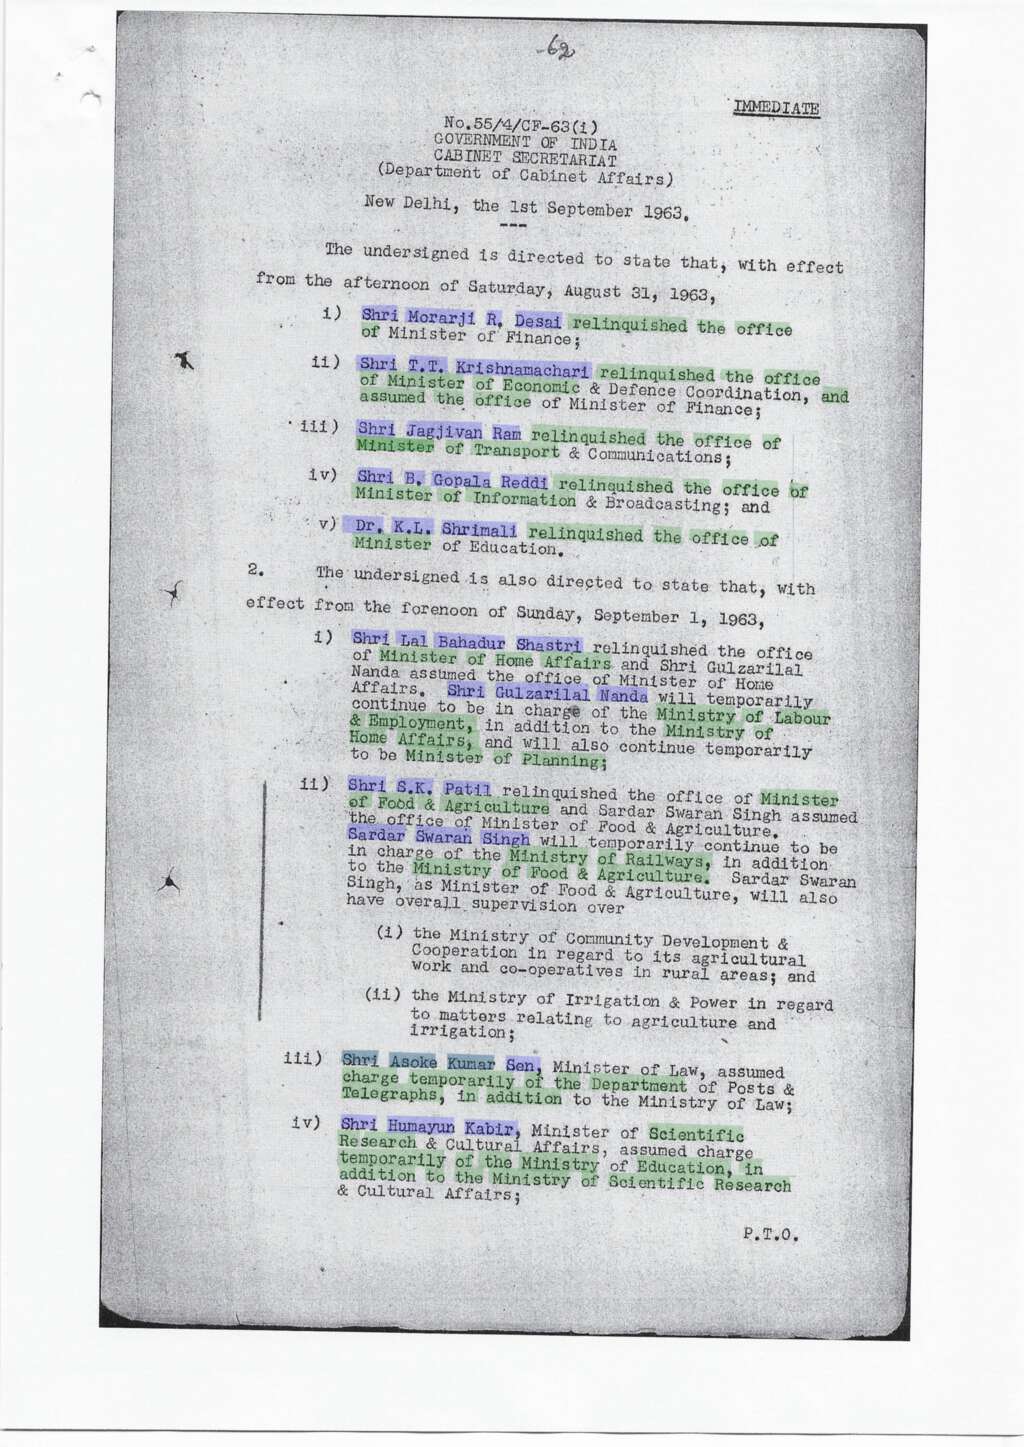 -62
IMMEDIATE
No.55/4/CF-63(i)
GOVERNMENT OF INDIA
CABINET SECRETARIAT
(Department of Cabinet Affairs)
New Delhi, the 1st September 1963.
---
The undersigned is directed to state that, with effect
from the afternoon of Saturday, August 31, 1963,
i) Shri Morarji R. Desai relinquished the office
of Minister of Finance;
ii) Shri T.T. Krishnamachari relinquished the office
of Minister of Economic & Defence Coordination, and
assumed the office of Minister of Finance;
iii) Shri Jagjivan Ram relinquished the office of
Minister of Transport & Communications;
iv) Shri B. Gopala Reddi relinquished the office of
Minister of Information & Broadcasting; and
v) Dr. K.L. Shrimali relinquished the office of
Minister of Education.
2. The undersigned is also directed to state that, with
effect from the forenoon of Sunday, September 1, 1963,
i) Shri Lal Bahadur Shastri relinquished the office
of Minister of Home Affairs and Shri Gulzarilal
Nanda assumed the office of Minister of Home
Affairs. Shri Gulzarilal Nanda will temporarily
continue to be in charge of the Ministry of Labour
& Employment, in addition to the Ministry of
Home Affairs, and will also continue temporarily
to be Minister of Planning;
ii) Shri S.K. Patil relinquished the office of Minister
of Food & Agriculture and Sardar Swaran Singh assumed
the office of Minister of Food & Agriculture.
Sardar Swaran Singh will temporarily continue to be
in charge of the Ministry of Railways, in addition
to the Ministry of Food & Agriculture. Sardar Swaran
Singh, as Minister of Food & Agriculture, will also
have overall supervision over
(i) the Ministry of Community Development &
Cooperation in regard to its agricultural
work and co-operatives in rural areas; and
(ii) the Ministry of Irrigation & Power in regard
to matters relating to agriculture and
irrigation;
iii) Shri Asoke Kumar Sen, Minister of Law, assumed
charge temporarily of the Department of Posts &
Telegraphs, in addition to the Ministry of Law;
iv) Shri Humayun Kabir, Minister of Scientific
Research & Cultural Affairs, assumed charge
temporarily of the Ministry of Education, in
addition to the Ministry of Scientific Research
& Cultural Affairs;
P.T.O.